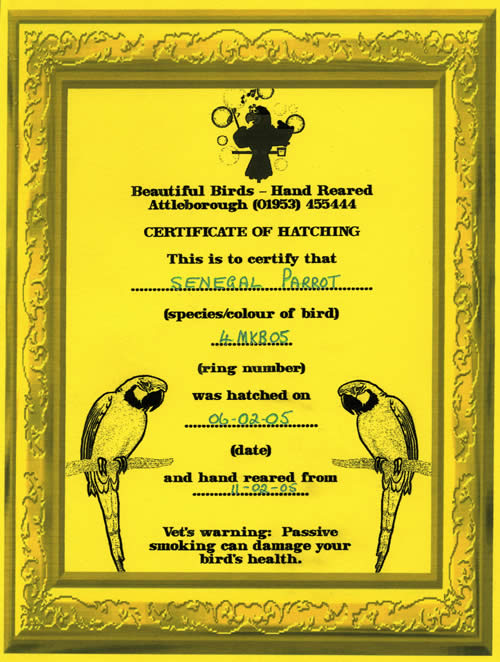 Beautiful Birds – Hand Reared
Attleborough (01953) 455444
CERTIFICATE OF HATCHING
This is to certify that
SENEGAL PARROT
(species/colour of bird)
4MKB05
(ring number)
was hatched on
06-02-05
(date)
and hand reared from
11-02-05
Vet's warning: Passive
smoking can damage your
bird's health.